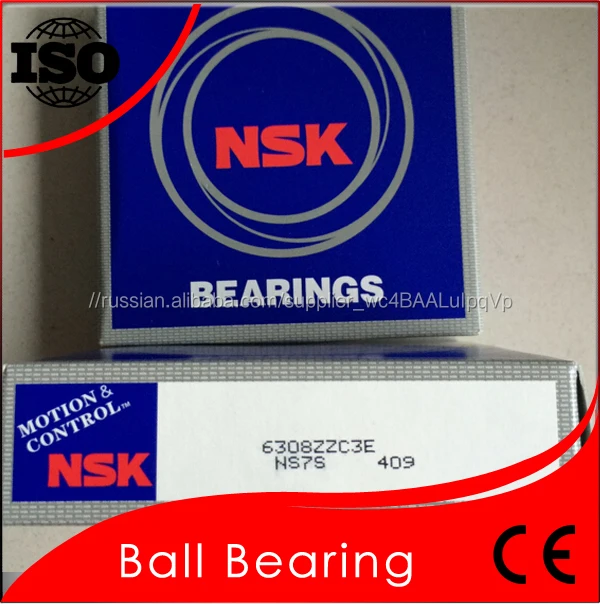 ISO
NSK
BEARINGS
//russian.alibaba.com/supplier_wc4BAALulpqVp
MOTION &
CONTROL™
NSK
6308ZZC3E
NS7S 409
Ball Bearing
CE